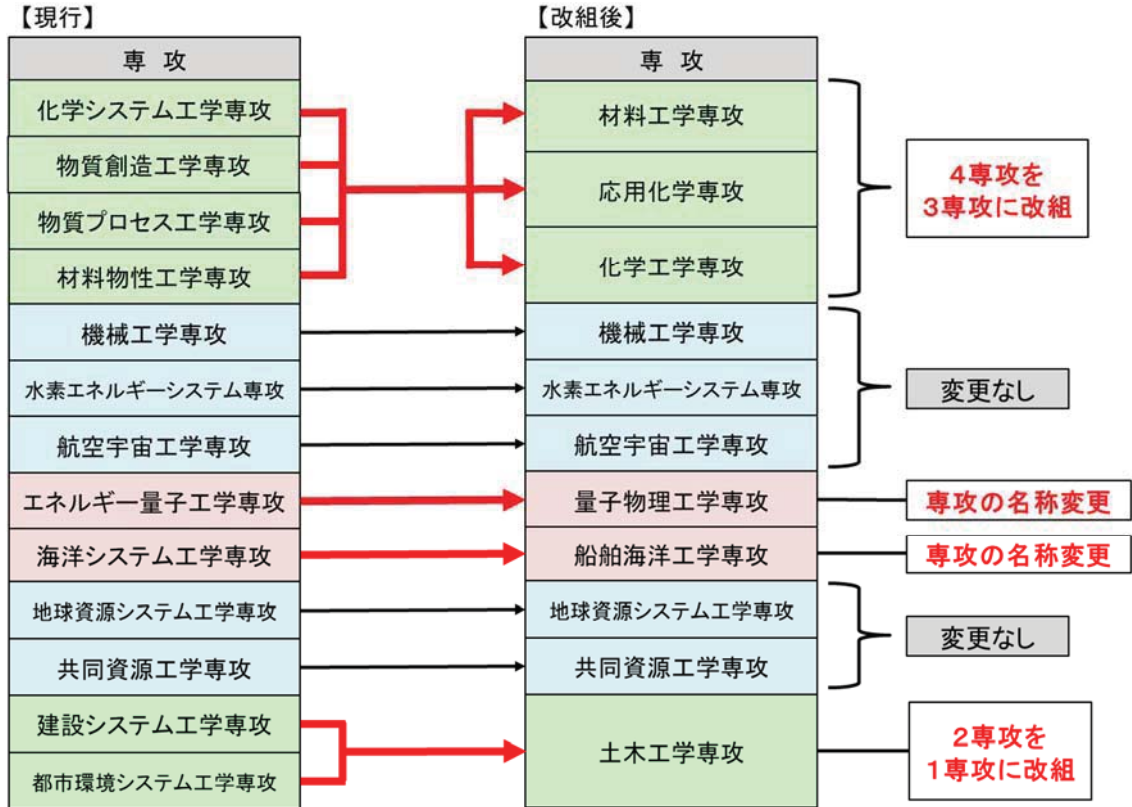 【現行】
専 攻
化学システム工学専攻
物質創造工学専攻
物質プロセス工学専攻
材料物性工学専攻
機械工学専攻
水素エネルギーシステム専攻
航空宇宙工学専攻
エネルギー量子工学専攻
海洋システム工学専攻
地球資源システム工学専攻
共同資源工学専攻
建設システム工学専攻
都市環境システム工学専攻
【改組後】
専 攻
材料工学専攻
応用化学専攻
化学工学専攻
機械工学専攻
水素エネルギーシステム専攻
航空宇宙工学専攻
量子物理工学専攻
船舶海洋工学専攻
地球資源システム工学専攻
共同資源工学専攻
土木工学専攻
4専攻を
3専攻に改組
変更なし
専攻の名称変更
専攻の名称変更
変更なし
2専攻を
1専攻に改組